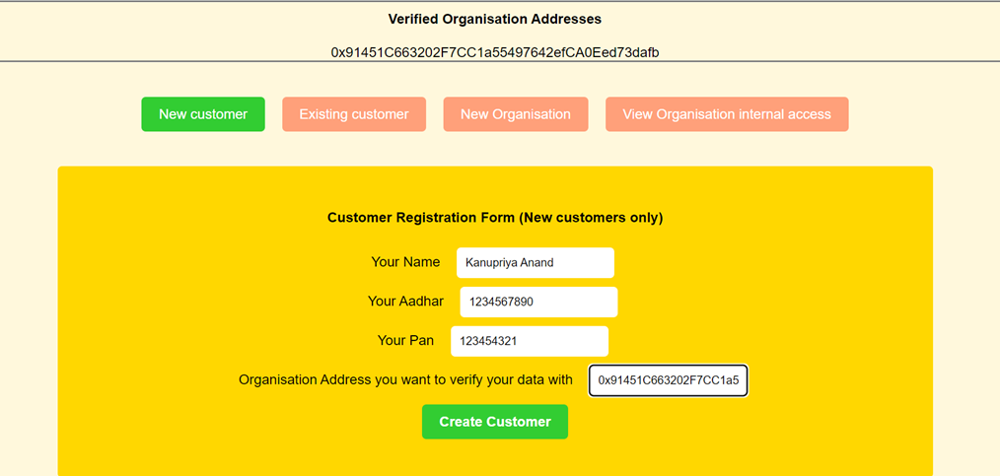 Verified Organisation Addresses
0x91451C663202F7CC1a55497642efCA0Eed73dafb
New customer Existing customer New Organisation View Organisation internal access
Customer Registration Form (New customers only)
Your Name Kanupriya Anand
Your Aadhar 1234567890
Your Pan 123454321
Organisation Address you want to verify your data with 0x91451C663202F7CC1a5
Create Customer